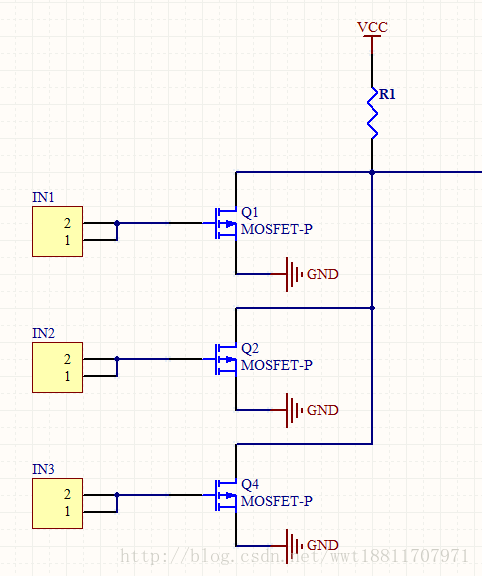 VCC
R1
IN1
2
1
Q1
MOSFET-P
GND
IN2
2
1
Q2
MOSFET-P
GND
IN3
2
1
Q4
MOSFET-P
GND
http://blog.csdn.net/wwt18811707971